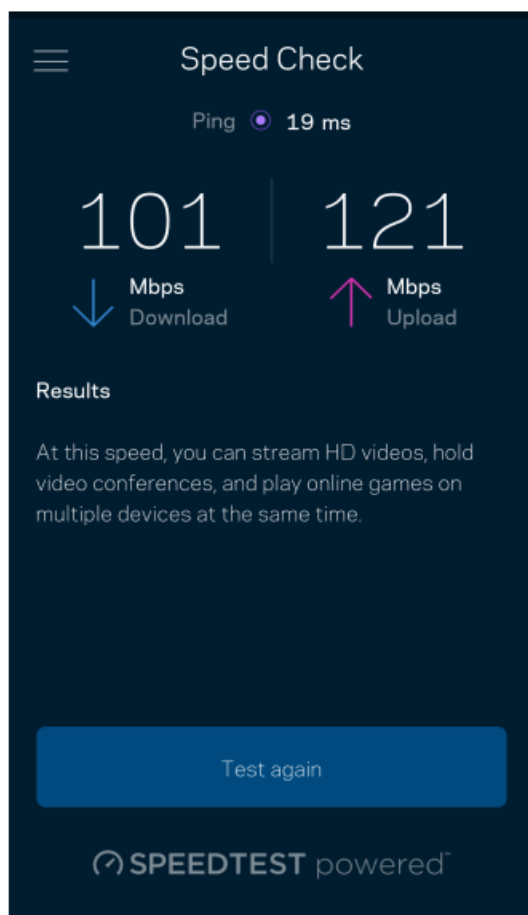 Speed Check
Ping 19 ms
101 121
Mbps Mbps
Download Upload
Results
At this speed, you can stream HD videos, hold
video conferences, and play online games on
multiple devices at the same time.
Test again
SPEEDTEST powered™